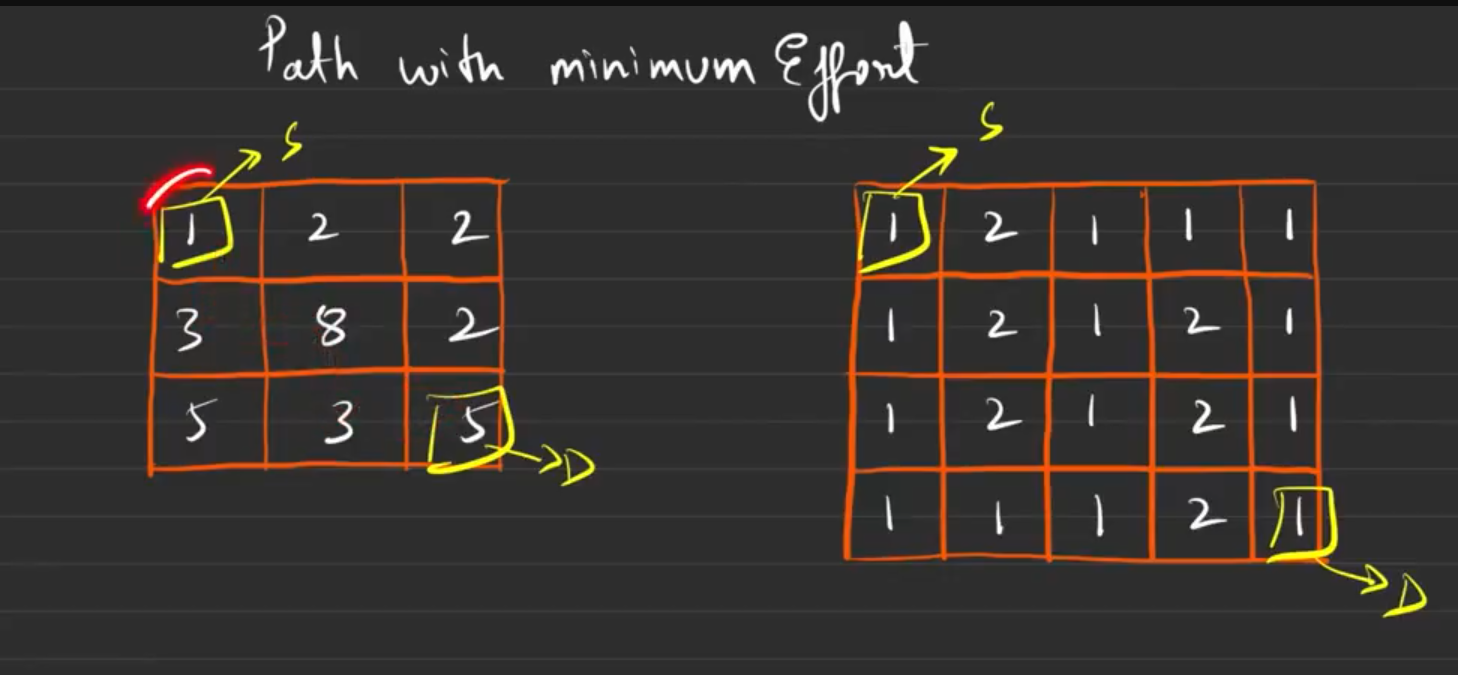 Path with minimum Effort
S
S
1 2 2
3 8 2
5 3 5
D
1 2 1 1 1
1 2 1 2 1
1 2 1 2 1
1 1 1 2 1
D